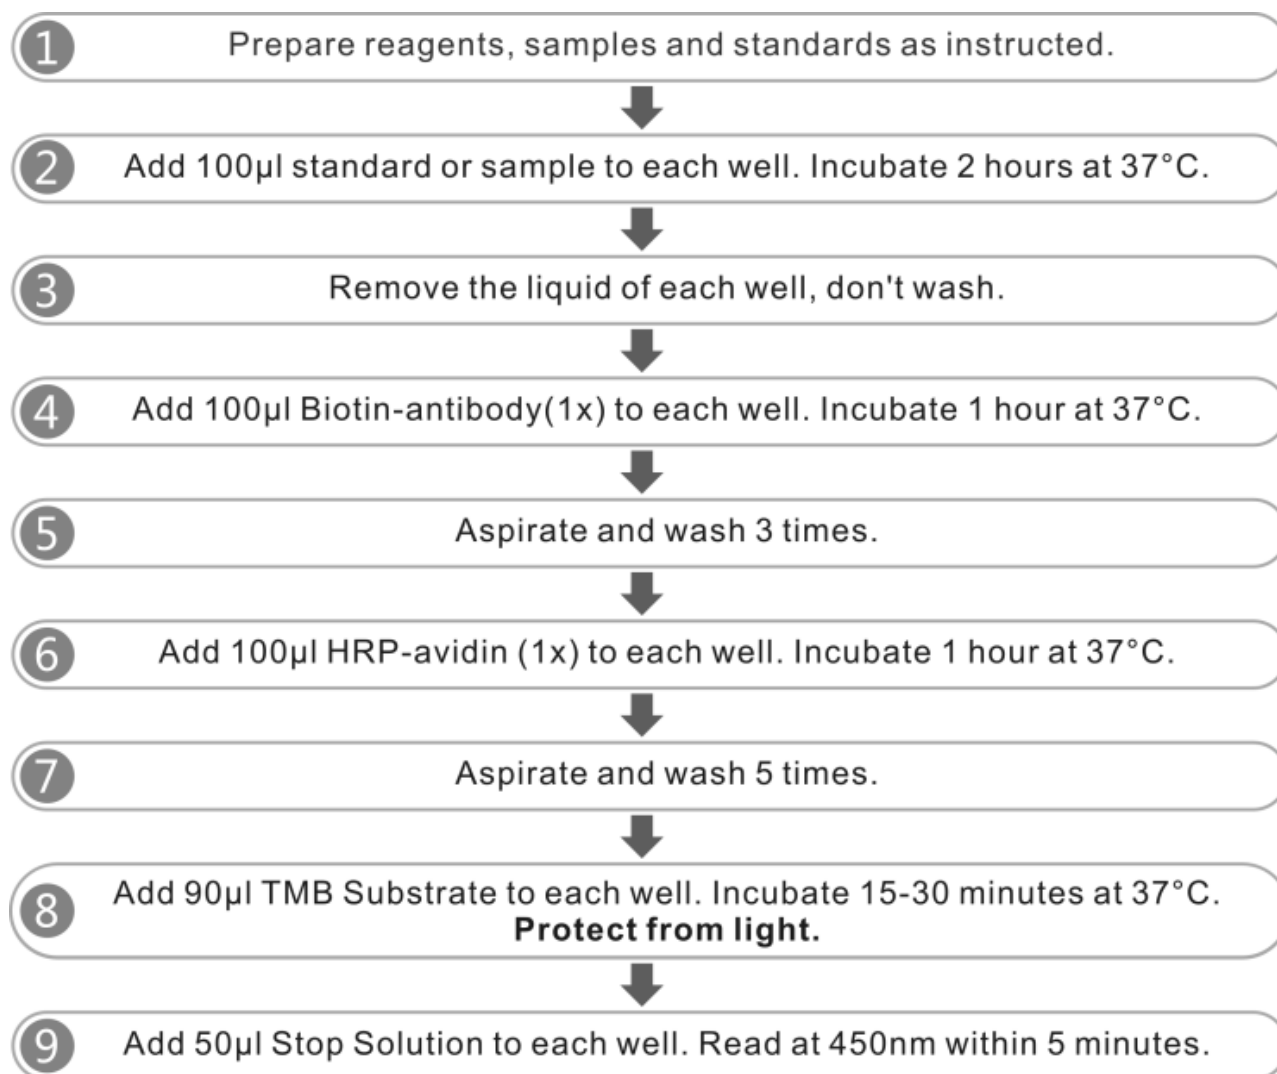 1 Prepare reagents, samples and standards as instructed.
2 Add 100µl standard or sample to each well. Incubate 2 hours at 37°C.
3 Remove the liquid of each well, don't wash.
4 Add 100µl Biotin-antibody(1x) to each well. Incubate 1 hour at 37°C.
5 Aspirate and wash 3 times.
6 Add 100µl HRP-avidin (1x) to each well. Incubate 1 hour at 37°C.
7 Aspirate and wash 5 times.
8 Add 90µl TMB Substrate to each well. Incubate 15-30 minutes at 37°C.
Protect from light.
9 Add 50µl Stop Solution to each well. Read at 450nm within 5 minutes.